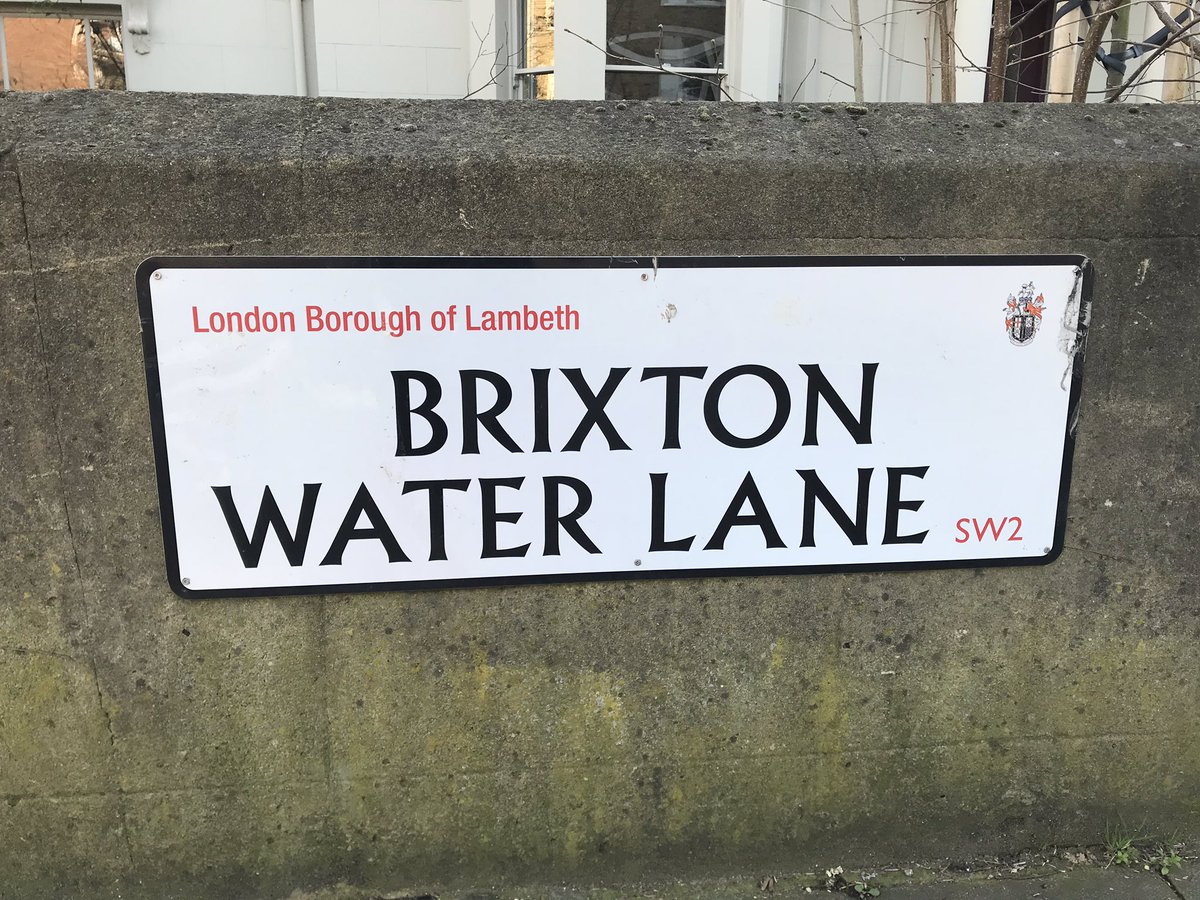 London Borough of Lambeth
BRIXTON
WATER LANE SW2